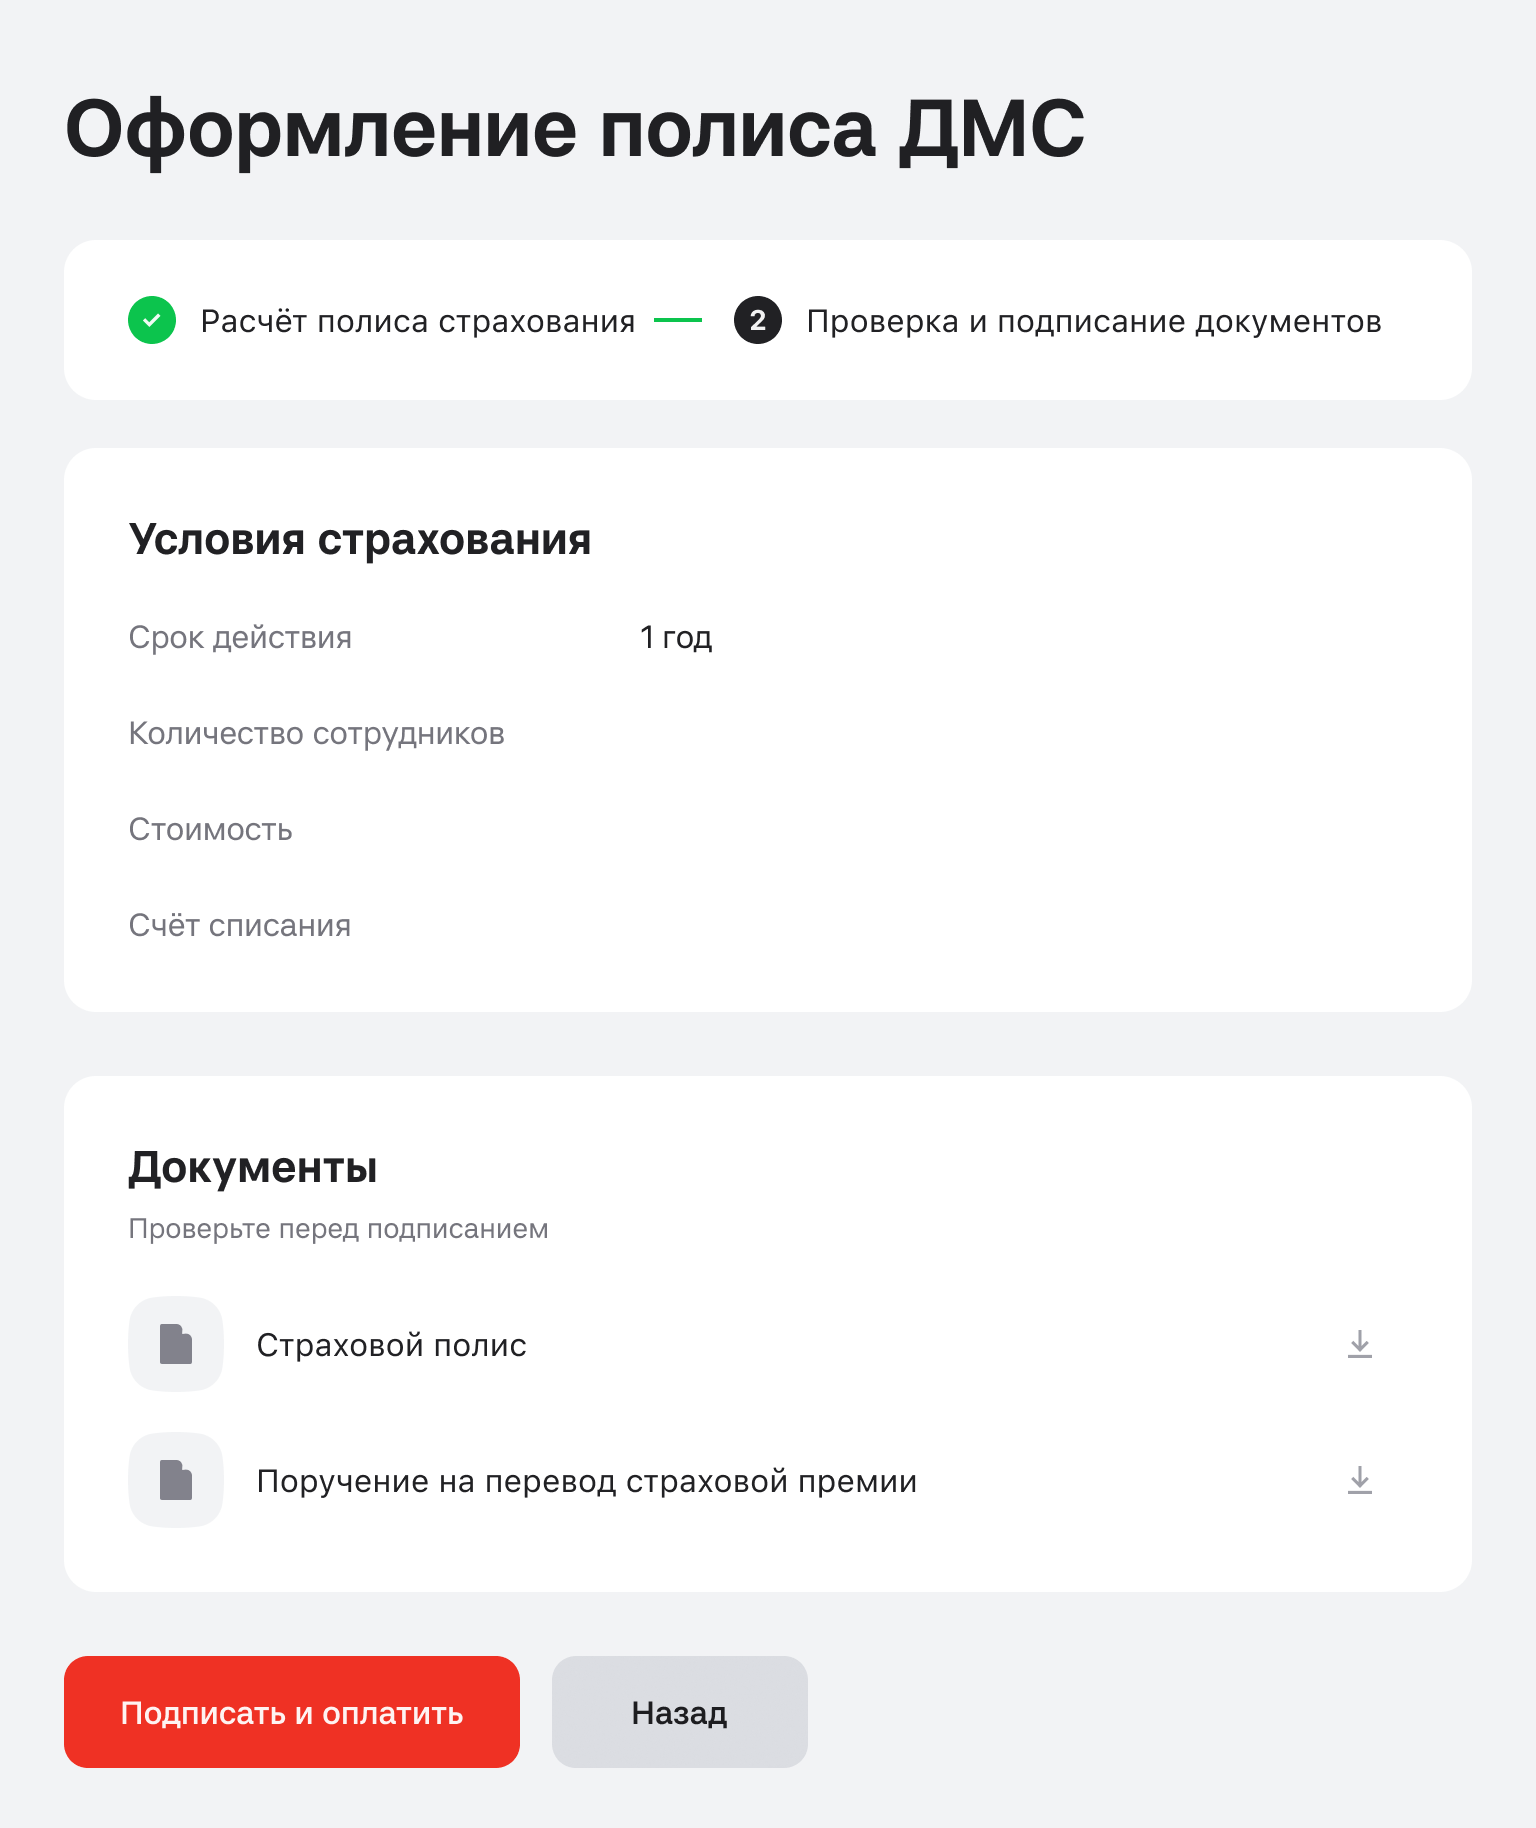 Оформление полиса ДМС
Расчёт полиса страхования
2 Проверка и подписание документов
Условия страхования
Срок действия 1 год
Количество сотрудников
Стоимость
Счёт списания
Документы
Проверьте перед подписанием
Страховой полис
Поручение на перевод страховой премии
Подписать и оплатить Назад